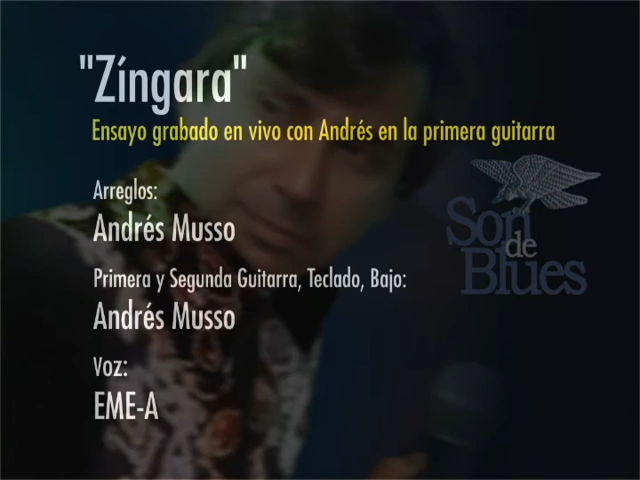 "Zíngara"
Ensayo grabado en vivo con Andrés en la primera guitarra
Arreglos:
Andrés Musso
Primera y Segunda Guitarra, Teclado, Bajo:
Andrés Musso
Voz:
EME-A
Son
de
Blues